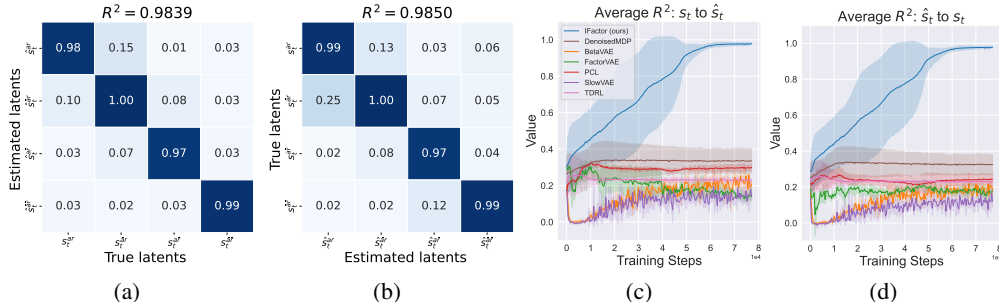 R² = 0.9839
Estimated latents
0.98 0.15 0.01 0.03
0.10 1.00 0.08 0.03
0.03 0.07 0.97 0.03
0.03 0.02 0.03 0.99
True latents
(a)
R² = 0.9850
True latents
0.99 0.13 0.03 0.06
0.25 1.00 0.07 0.05
0.02 0.08 0.97 0.04
0.02 0.02 0.12 0.99
Estimated latents
(b)
Average R²: sₜ to ŝₜ
Value
1.0
0.8
0.6
0.4
0.2
0.0
IFactor (ours)
DenoisedMDP
BetaVAE
FactorVAE
PCL
SlowVAE
TDRL
0 1 2 3 4 5 6 7 8
1e4
Training Steps
(c)
Average R²: ŝₜ to sₜ
Value
1.0
0.8
0.6
0.4
0.2
0.0
0 1 2 3 4 5 6 7 8
Training Steps
(d)